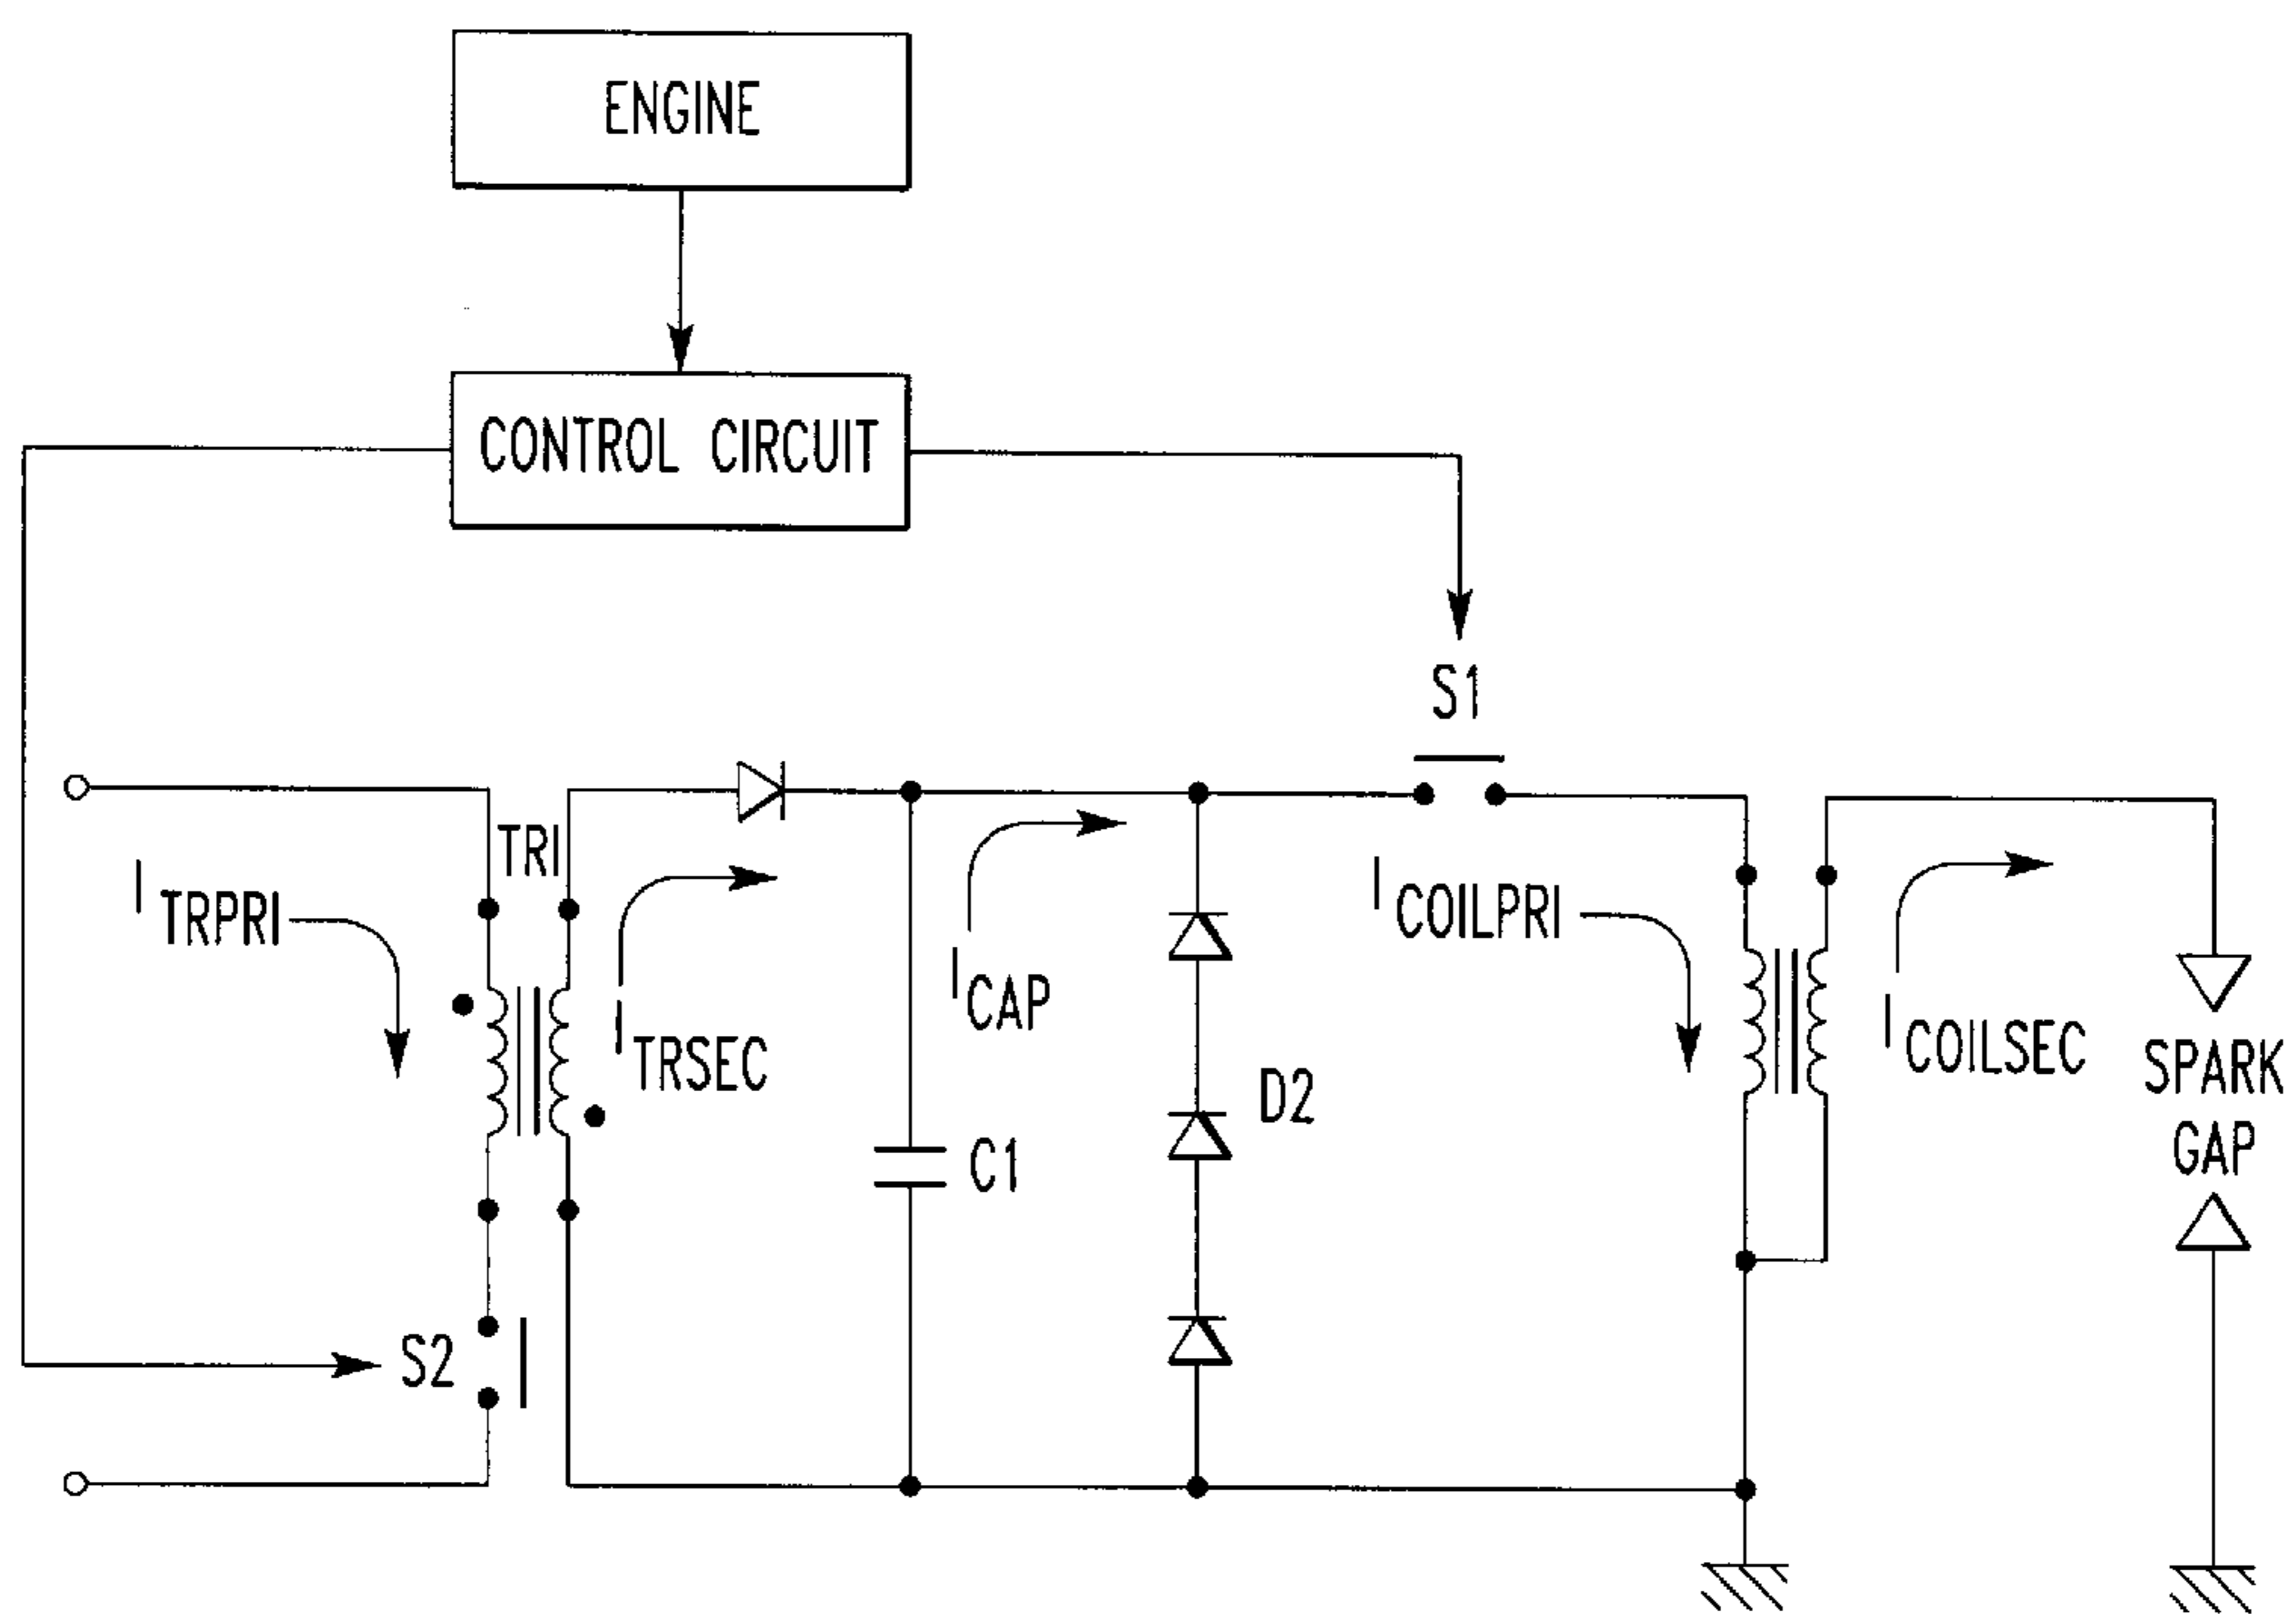 ENGINE
CONTROL CIRCUIT
S1
TRI
I TRPRI
I TRSEC
I CAP
I COILPRI
I COILSEC
C1
D2
SPARK
GAP
S2